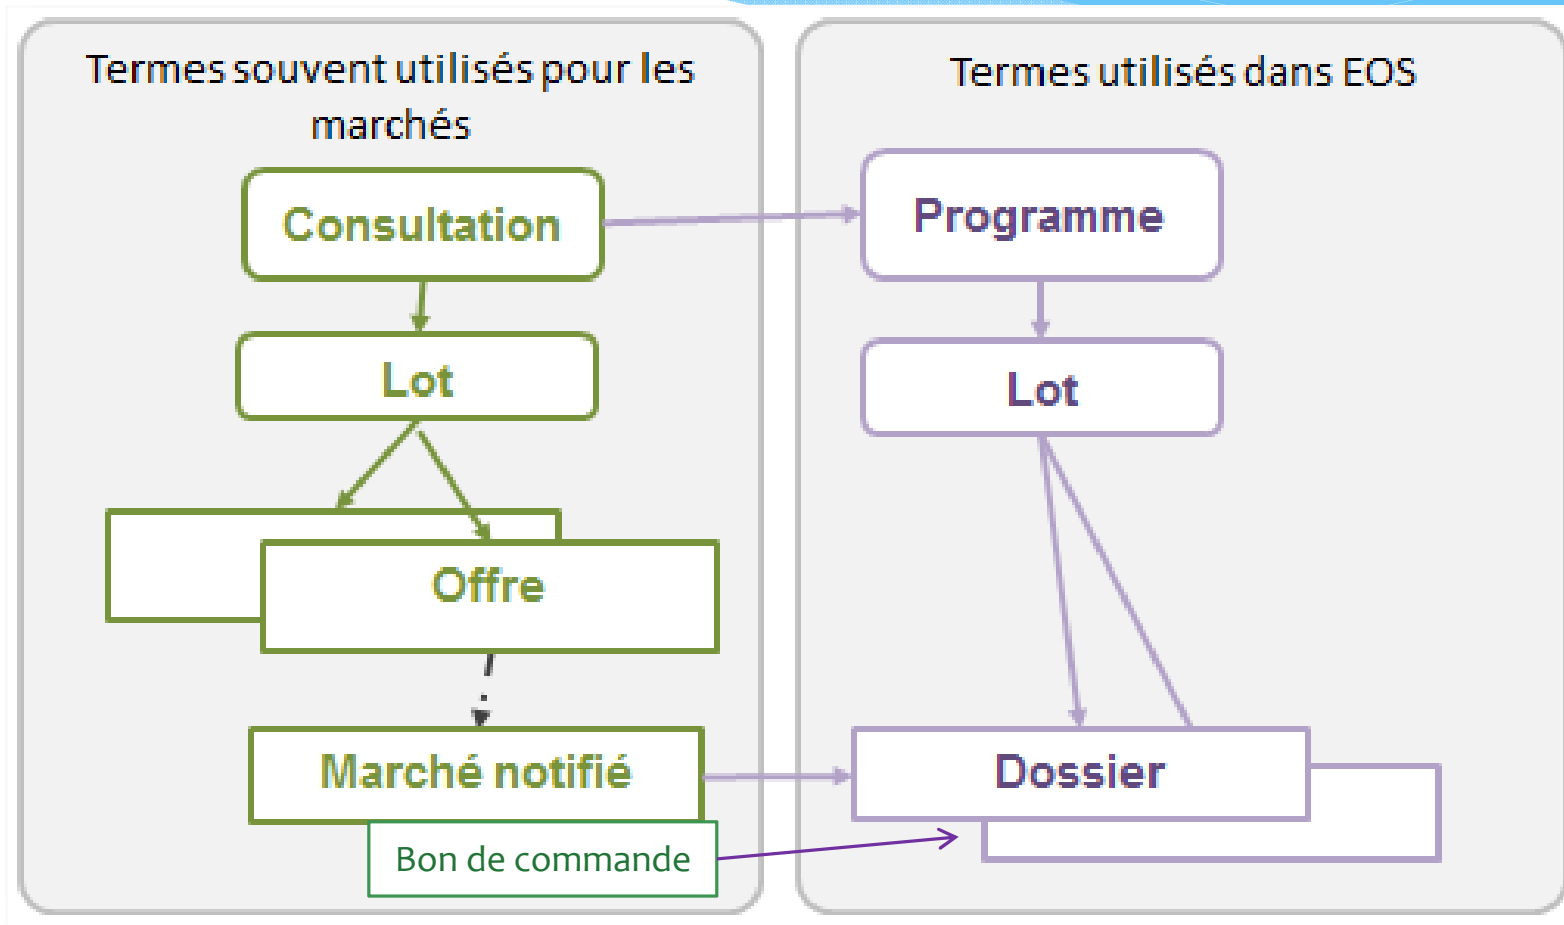 Termes souvent utilisés pour les
marchés
Consultation
Lot
Offre
Marché notifié
Bon de commande
Termes utilisés dans EOS
Programme
Lot
Dossier